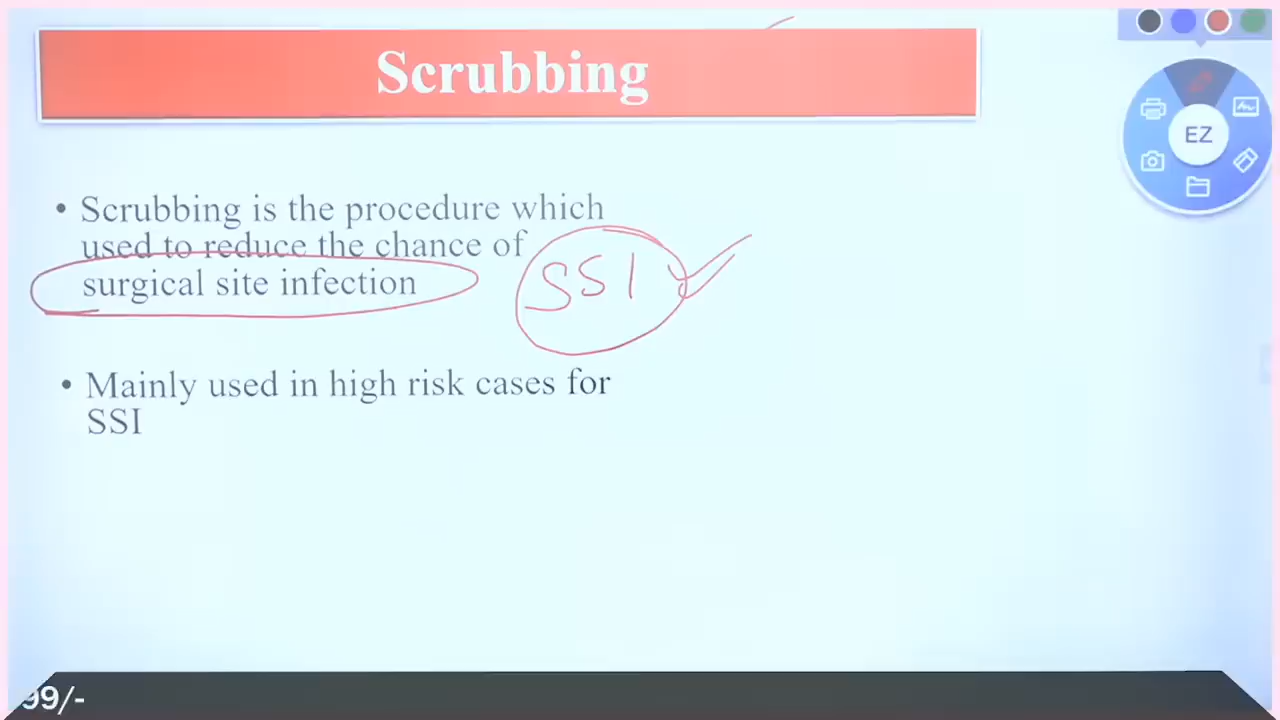 Scrubbing
EZ
• Scrubbing is the procedure which
used to reduce the chance of
surgical site infection
SSI
• Mainly used in high risk cases for
SSI
99/-